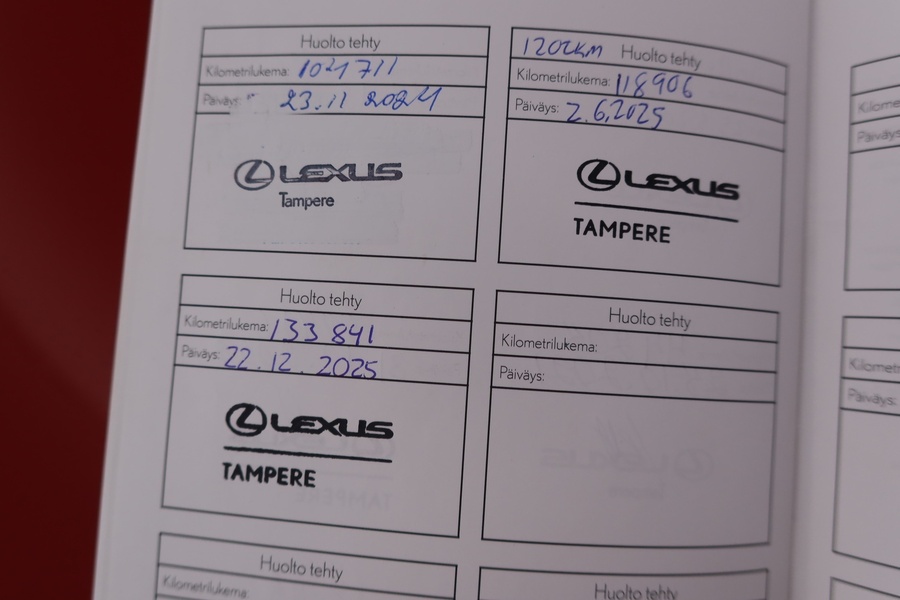 Huolto tehty
Kilometrilukema: 104711
Päiväys: 23.11 2024
LEXUS
Tampere
120tkm Huolto tehty
Kilometrilukema: 118906
Päiväys: 2.6.2025
LEXUS
TAMPERE
Huolto tehty
Kilometrilukema: 133 841
Päiväys: 22.12.2025
LEXUS
TAMPERE
Huolto tehty
Kilometrilukema:
Päiväys:
Huolto tehty
Kilometrilukema:
Huolto tehty
Päiväys:
Päiväys: